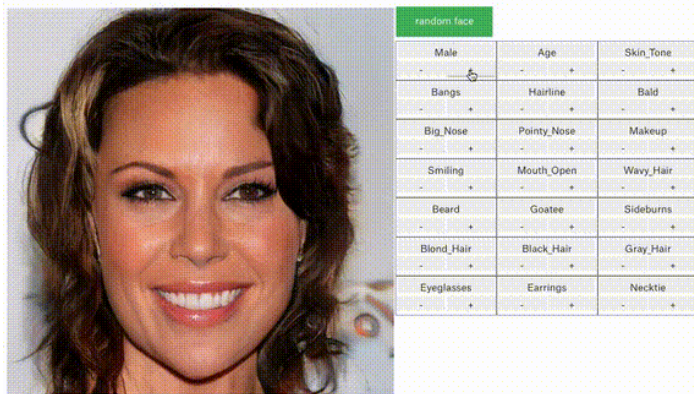 random face
Male Age Skin_Tone
- + - + - +
Bangs Hairline Bald
- + - + - +
Big_Nose Pointy_Nose Makeup
- + - + - +
Smiling Mouth_Open Wavy_Hair
- + - + - +
Beard Goatee Sideburns
- + - + - +
Blond_Hair Black_Hair Gray_Hair
- + - + - +
Eyeglasses Earrings Necktie
- + - + - +